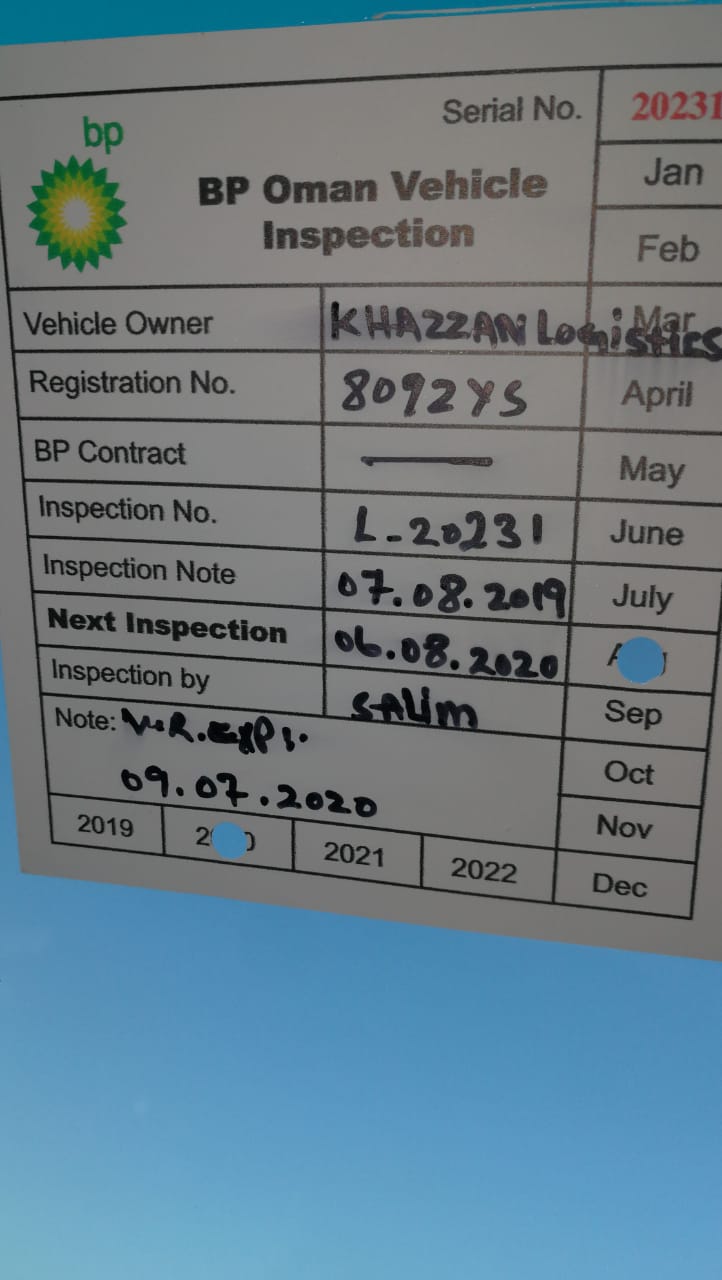 bp
Serial No. 20231
BP Oman Vehicle
Inspection
Jan
Feb
Vehicle Owner KHAZZAN Logistics
Mar
Registration No. 8092YS
April
BP Contract —
May
Inspection No. L-20231
June
Inspection Note 07.08.2019
July
Next Inspection 06.08.2020
Inspection by SALIM
Sep
Note:
09.07.2020
Oct
Nov
Dec
2019
2021
2022